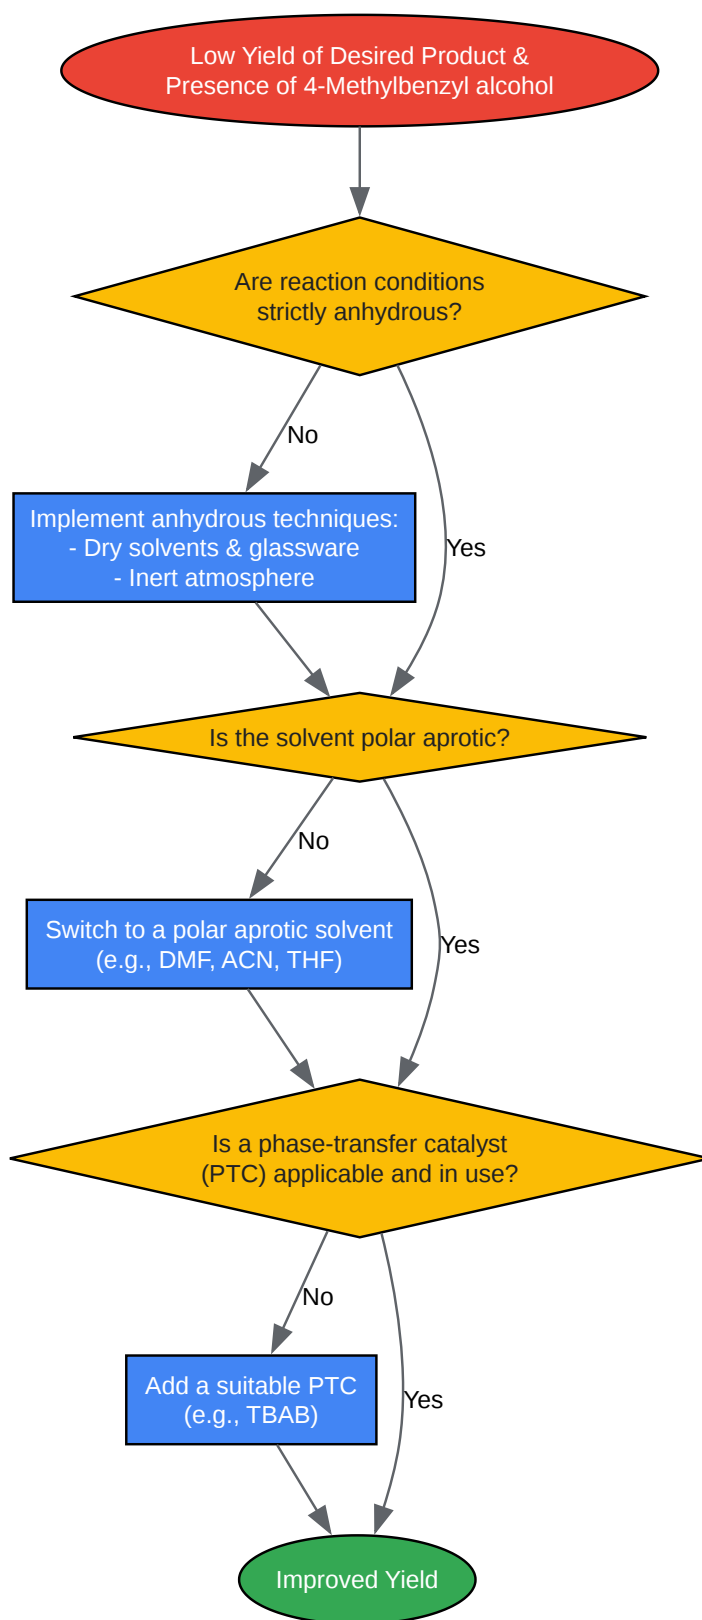 Low Yield of Desired Product &
Presence of 4-Methylbenzyl alcohol
Are reaction conditions
strictly anhydrous?
No
Implement anhydrous techniques:
- Dry solvents & glassware
- Inert atmosphere
Yes
Is the solvent polar aprotic?
No
Switch to a polar aprotic solvent
(e.g., DMF, ACN, THF)
Yes
Is a phase-transfer catalyst
(PTC) applicable and in use?
No
Add a suitable PTC
(e.g., TBAB)
Yes
Improved Yield